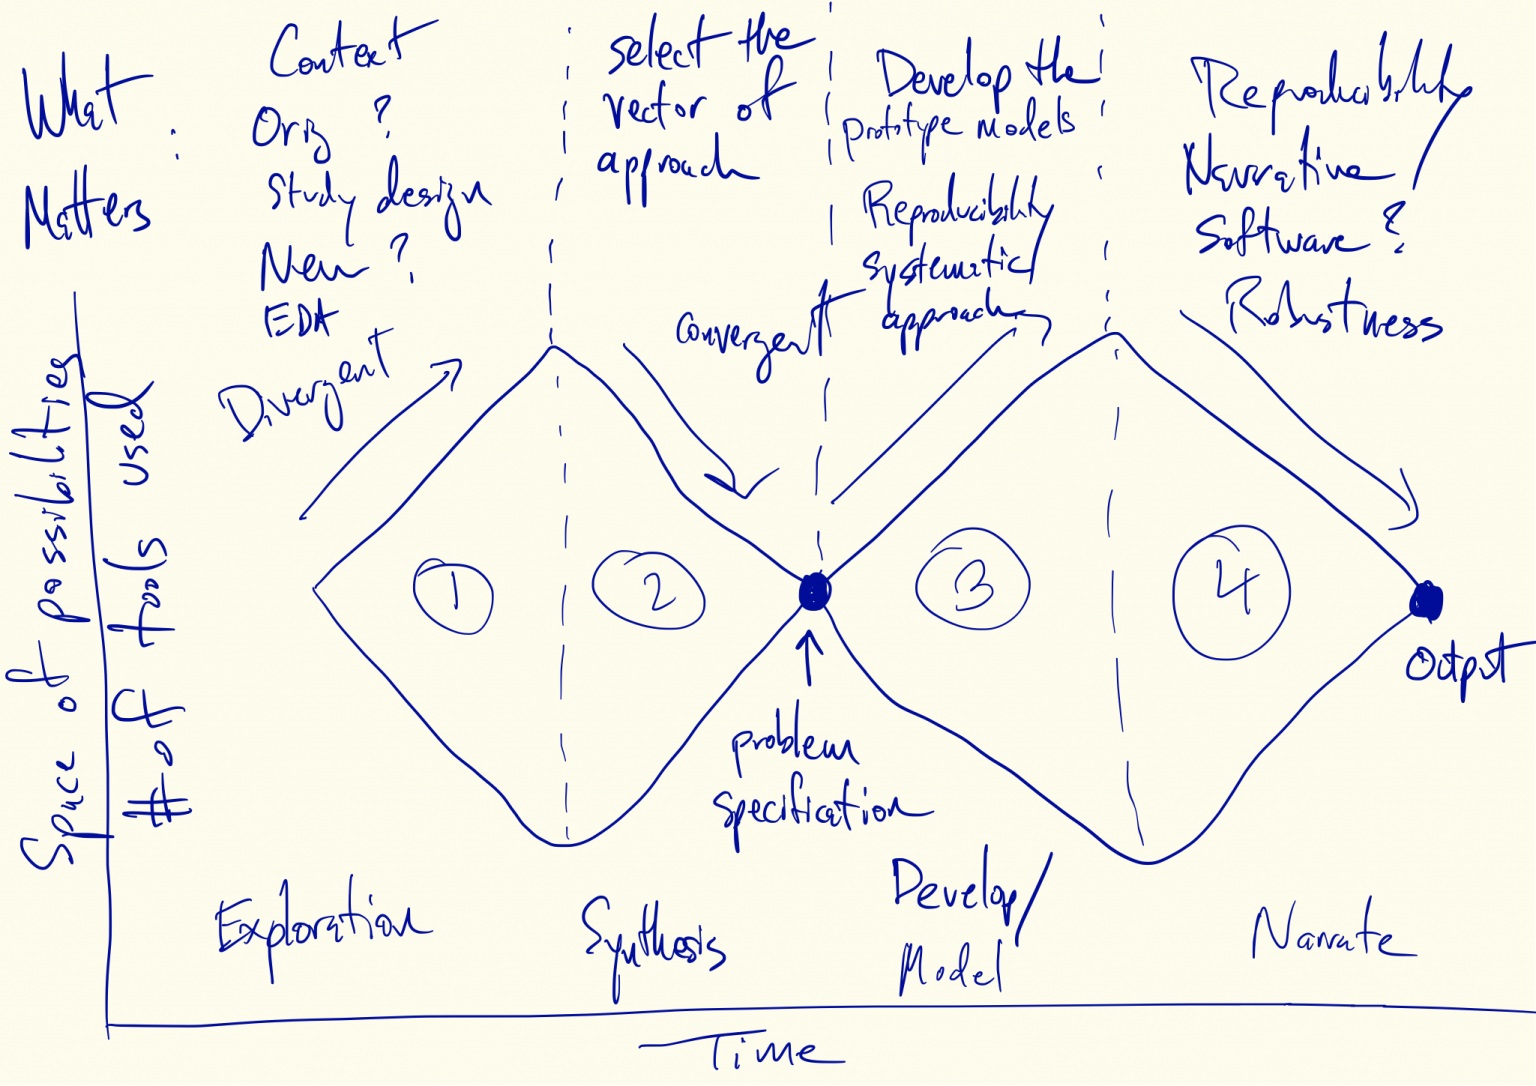 What
Matters :
Context
Orig ?
Study design
New ?
EDA
select the
vector of
approach
Develop the
prototype Models
Reproducibility/
systematic/
approach
Reproducibility/
Narrative
Software ?
Robustness
Divergent
Convergent
Space of possibilities
# of tools used
1
2
3
4
problem
specification
Output
Exploration
Synthesis
Develop/
Model
Narrate
Time